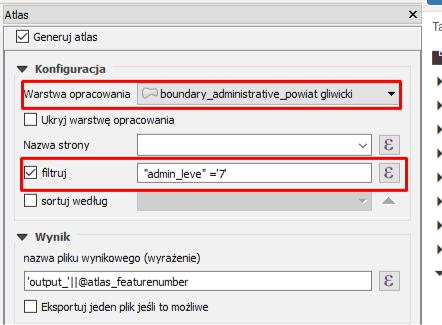 Atlas
Generuj atlas
Konfiguracja
Warstwa opracowania boundary_administrative_powiat gliwicki
Ukryj warstwę opracowania
Nazwa strony ε
filtruj "admin_leve" ='7' ε
sortuj według
Wynik
nazwa pliku wynikowego (wyrażenie)
'output_'||@atlas_featurenumber ε
Eksportuj jeden plik jeśli to możliwe
Ta